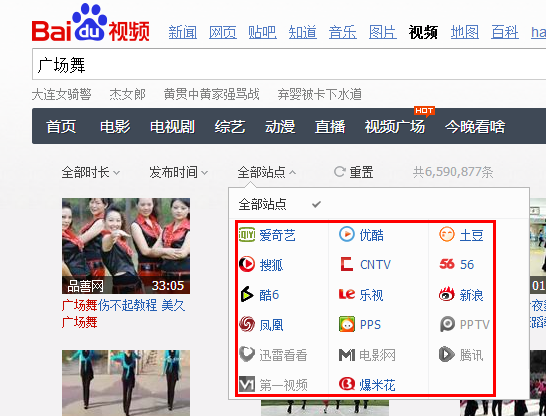 Bai du 视频 新闻 网页 贴吧 知道 音乐 图片 视频 地图 百科 ha
广场舞
大连女骑警 杰女郎 黄贯中黄家强骂战 弃婴被卡下水道
HOT
首页 电影 电视剧 综艺 动漫 直播 视频广场 今晚看啥
全部时长 发布时间 全部站点 重置 共6,590,877条
全部站点
QIY 爱奇艺 优酷 土豆
搜狐 CNTV 56 56
酷6 Le 乐视 新浪
凤凰 PPS PPTV
迅雷看看 M 电影网 腾讯
V1 第一视频 爆米花
品善网 33:05
01
广场舞伤不起教程 美久
广场舞